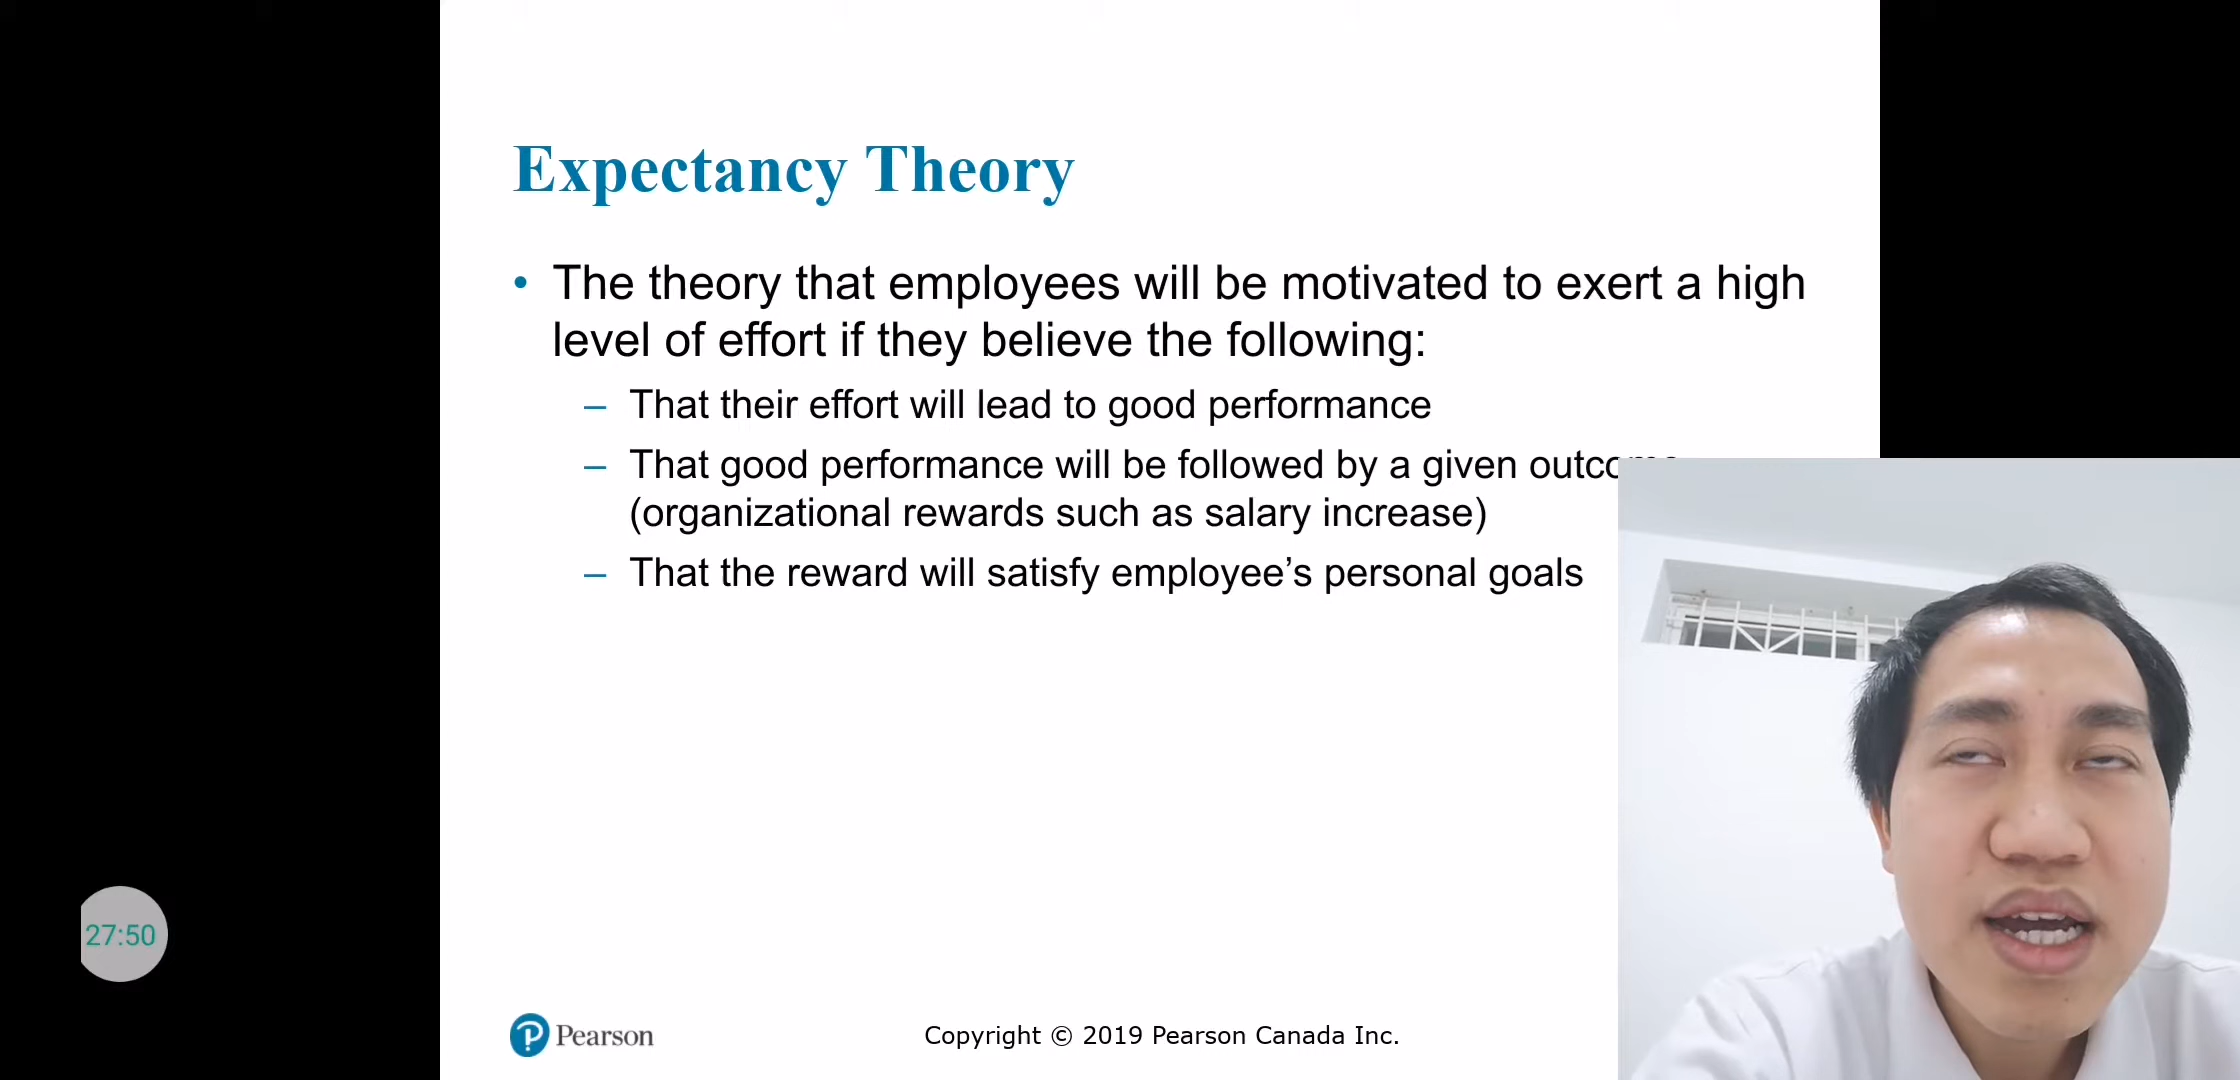 Expectancy Theory
• The theory that employees will be motivated to exert a high
level of effort if they believe the following:
– That their effort will lead to good performance
– That good performance will be followed by a given
(organizational rewards such as salary increase)
– That the reward will satisfy employee’s personal goals
27:50
Pearson
Copyright © 2019 Pearson Canada Inc.